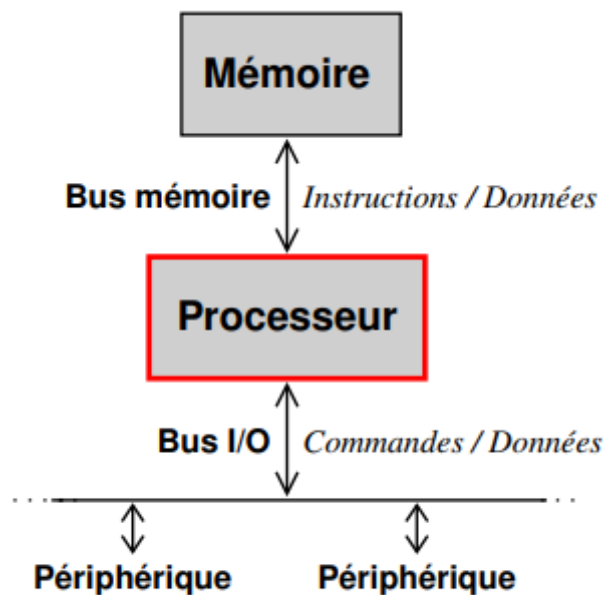 Mémoire
Bus mémoire Instructions / Données
Processeur
Bus I/O Commandes / Données
Périphérique Périphérique